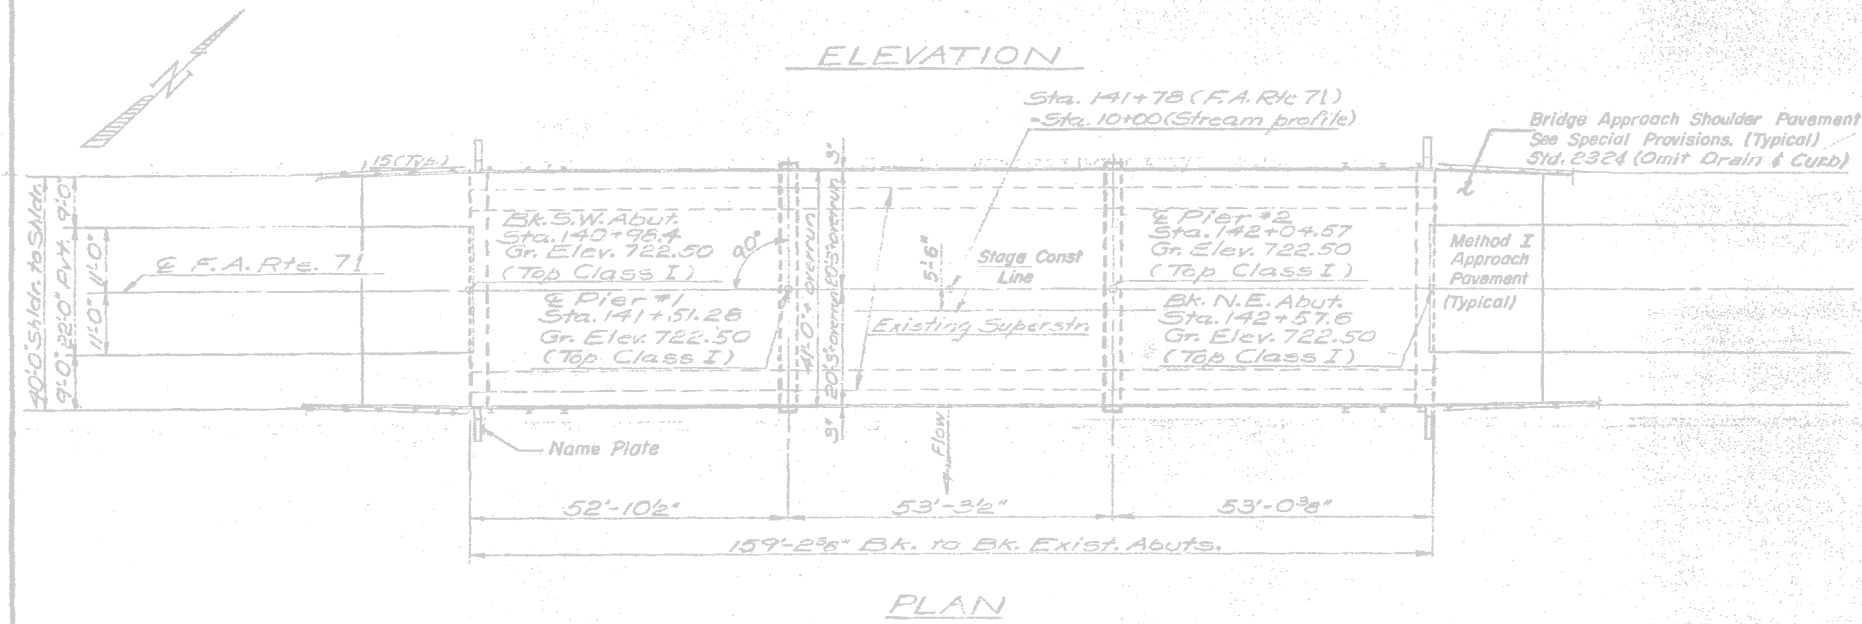 ELEVATION
N
Sta. 141+78 (F.A. Rte 71)
-Sta. 10+00 (Stream profile)
Bridge Approach Shoulder Pavement
See Special Provisions. (Typical)
Std. 2324 (Omit Drain & Curb)
15 (Typ.)
3"
40'-0" Shldr. to Shldr.
9'-0"
22'-0" Pvt.
9'-0"
11'-0"
11'-0"
℄ F.A. Rte. 71
Bk. S.W. Abut.
Sta. 140+98.4
Gr. Elev. 722.50
(Top Class I)
90°
℄ Pier #1
Sta. 141+51.28
Gr. Elev. 722.50
(Top Class I)
41'-0"
overrun
5'-6"
Stage Const
Line
Existing Superstr.
℄ Pier #2
Sta. 142+04.57
Gr. Elev. 722.50
(Top Class I)
Bk. N.E. Abut.
Sta. 142+57.6
Gr. Elev. 722.50
(Top Class I)
Method I
Approach
Pavement
(Typical)
3"
Flow
Name Plate
52'-10½"
53'-3½"
53'-0⅜"
159'-2⅜" Bk. to Bk. Exist. Abuts.
PLAN